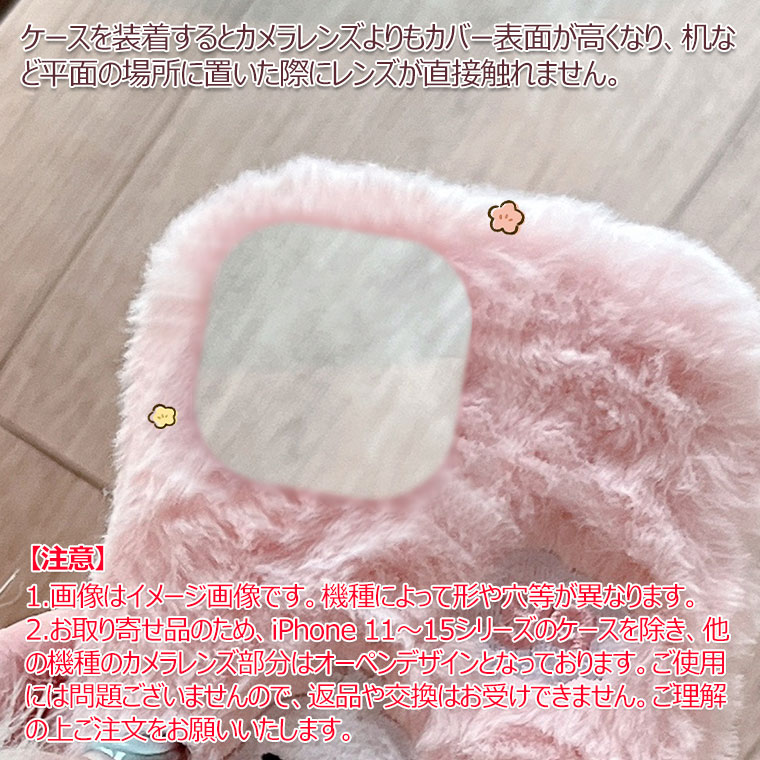 ケースを装着するとカメラレンズよりもカバー表面が高くなり、机な
ど平面の場所に置いた際にレンズが直接触れません。
【注意】
1.画像はイメージ画像です。機種によって形や穴等が異なります。
2.お取り寄せ品のため、iPhone 11〜15シリーズのケースを除き、他
の機種のカメラレンズ部分はオーペンデザインとなっております。ご使用
には問題ございませんので、返品や交換はお受けできません。ご理解
の上ご注文をお願いいたします。